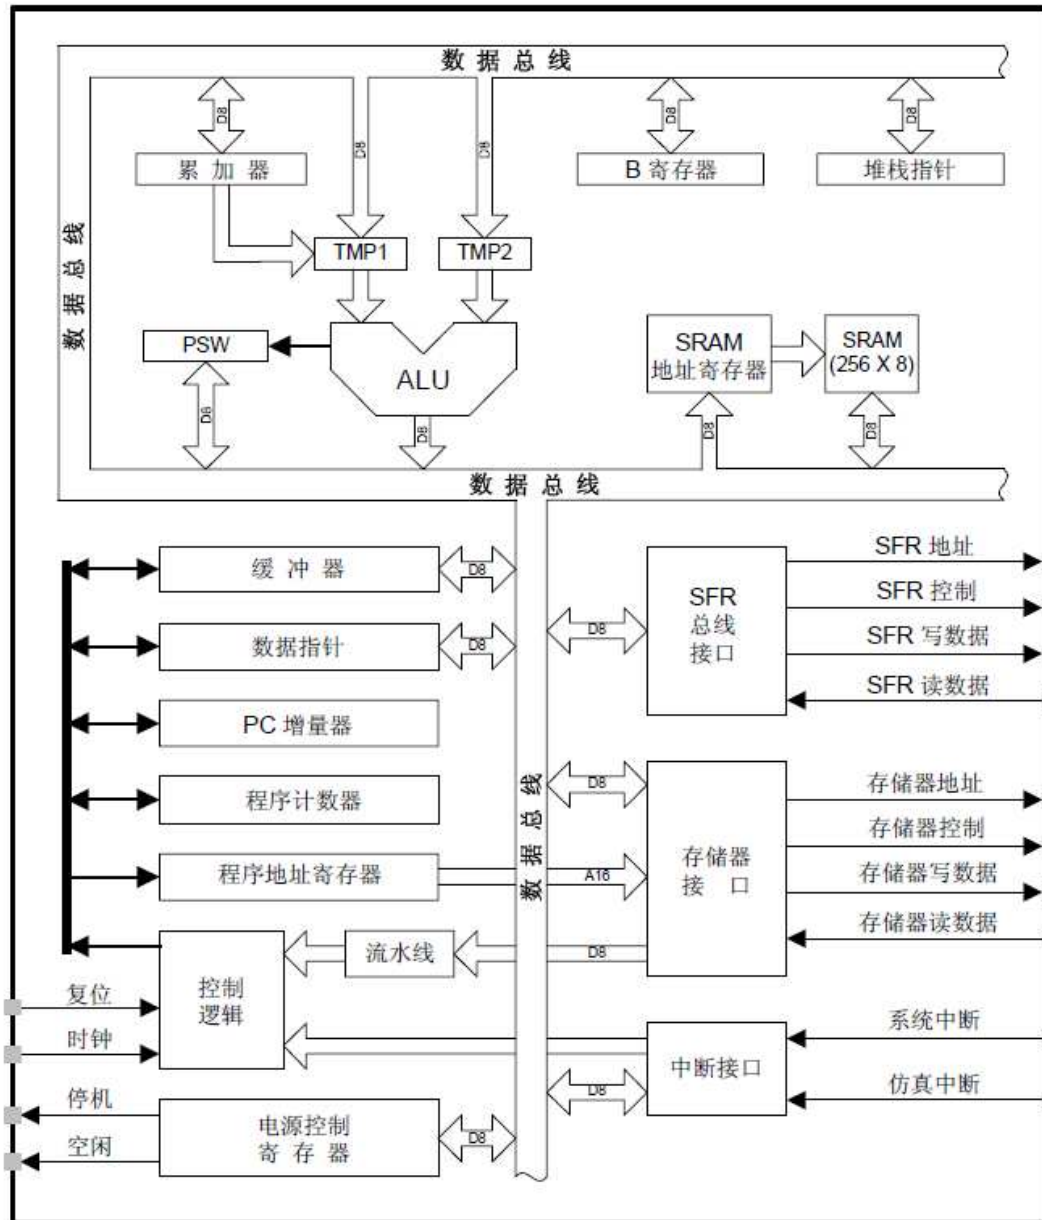 数 据 总 线
D8
D8
D8
D8
D8
累 加 器
B 寄存器
堆栈指针
数 据 总 线
TMP1
TMP2
PSW
ALU
SRAM
地址寄存器
SRAM
(256 X 8)
D8
D8
D8
D8
数 据 总 线
缓 冲 器
D8
数据指针
D8
PC 增量器
程序计数器
程序地址寄存器
A16
数 据 总 线
D8
SFR
总线
接口
SFR 地址
SFR 控制
SFR 写数据
SFR 读数据
D8
存储器
接 口
存储器地址
存储器控制
存储器写数据
存储器读数据
流水线
D8
控制
逻辑
复位
时钟
中断接口
系统中断
仿真中断
D8
停机
空闲
电源控制
寄 存 器
D8